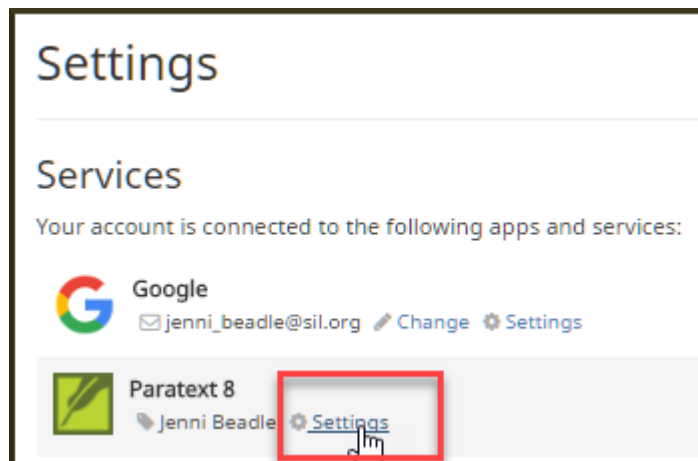 Settings
Services
Your account is connected to the following apps and services:
Google
jenni_beadle@sil.org Change Settings
Paratext 8
Jenni Beadle Settings